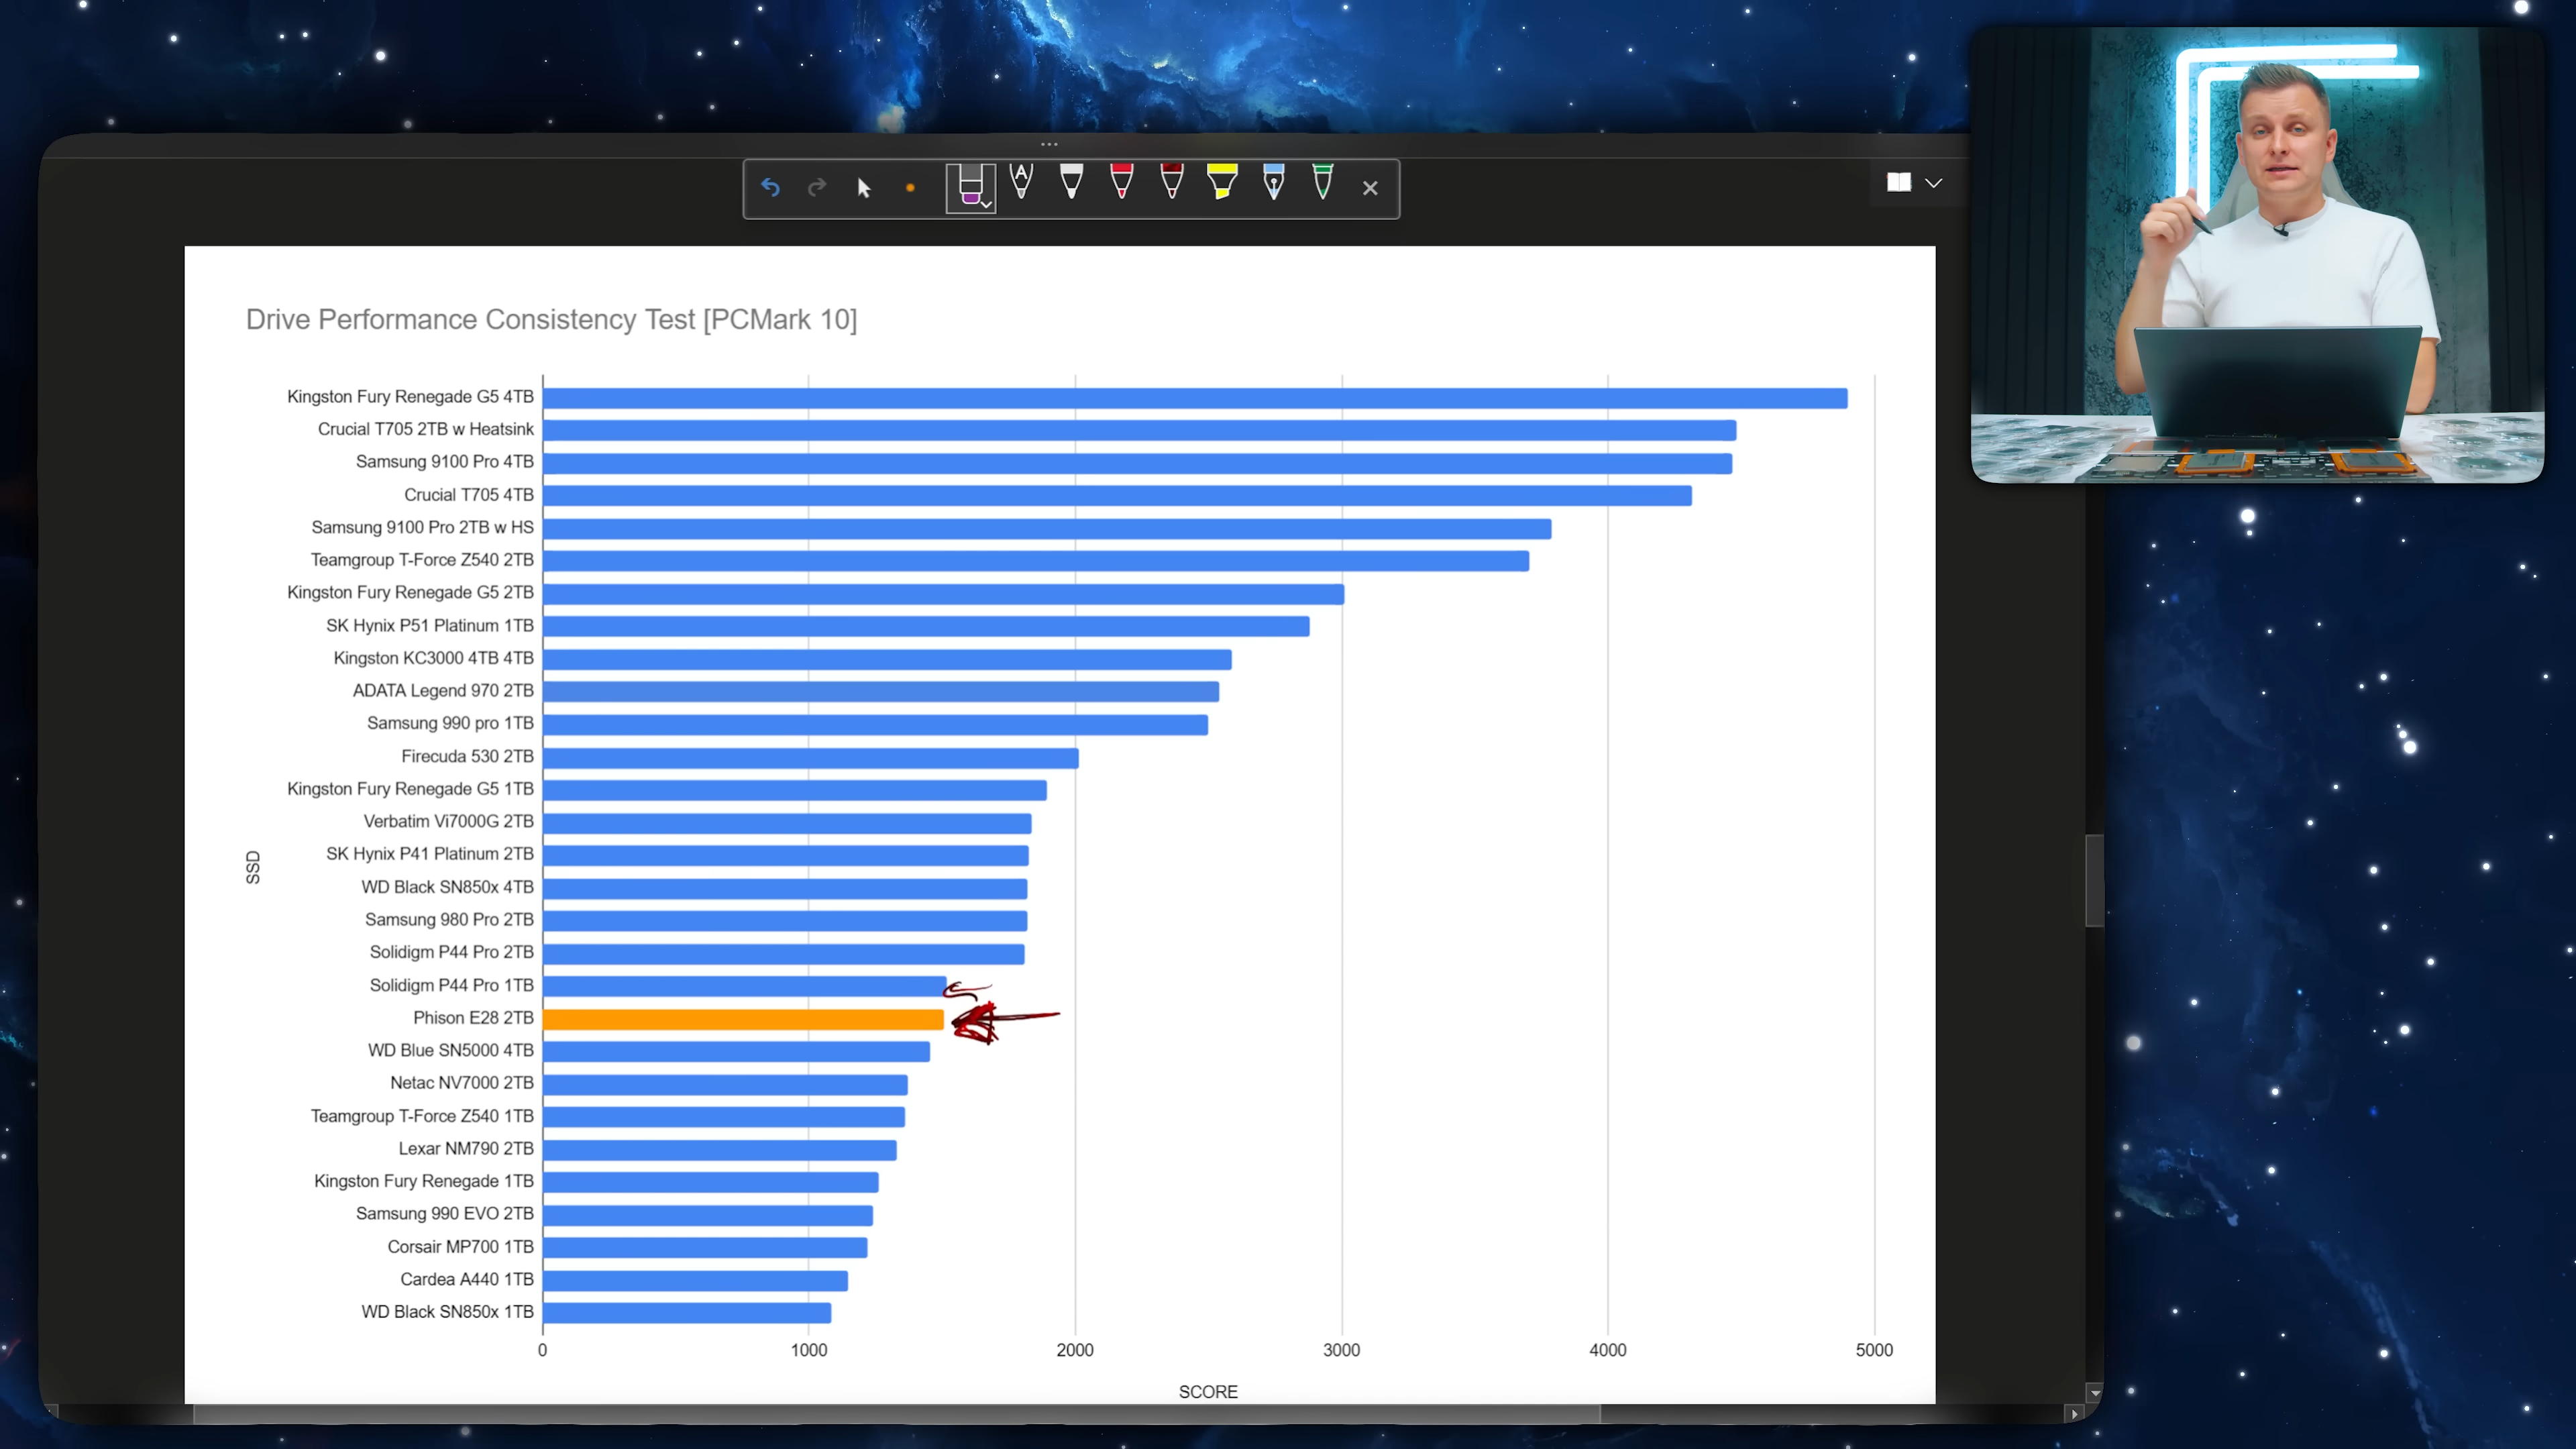 A
Drive Performance Consistency Test [PCMark 10]
Kingston Fury Renegade G5 4TB
Crucial T705 2TB w Heatsink
Samsung 9100 Pro 4TB
Crucial T705 4TB
Samsung 9100 Pro 2TB w HS
Teamgroup T-Force Z540 2TB
Kingston Fury Renegade G5 2TB
SK Hynix P51 Platinum 1TB
Kingston KC3000 4TB 4TB
ADATA Legend 970 2TB
Samsung 990 pro 1TB
Firecuda 530 2TB
Kingston Fury Renegade G5 1TB
Verbatim Vi7000G 2TB
SK Hynix P41 Platinum 2TB
WD Black SN850x 4TB
Samsung 980 Pro 2TB
Solidigm P44 Pro 2TB
Solidigm P44 Pro 1TB
Phison E28 2TB
WD Blue SN5000 4TB
Netac NV7000 2TB
Teamgroup T-Force Z540 1TB
Lexar NM790 2TB
Kingston Fury Renegade 1TB
Samsung 990 EVO 2TB
Corsair MP700 1TB
Cardea A440 1TB
WD Black SN850x 1TB
SSD
0 1000 2000 3000 4000 5000
SCORE